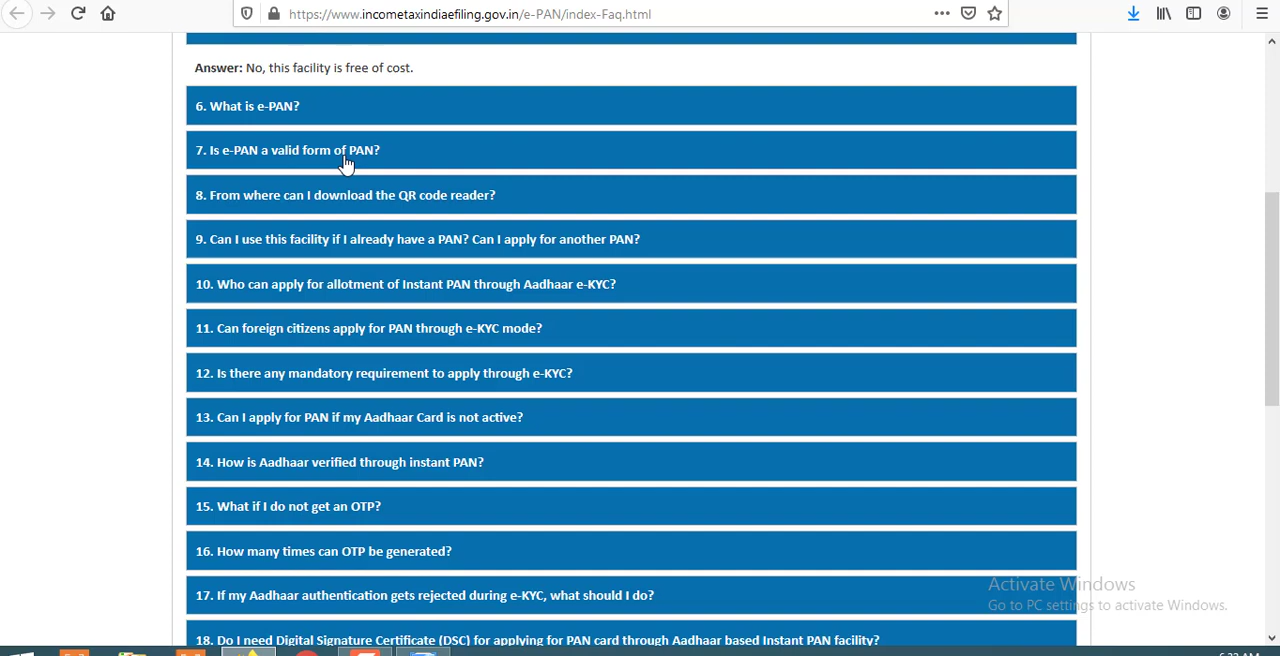 https://www.incometaxindiaefiling.gov.in/e-PAN/index-Faq.html
Answer: No, this facility is free of cost.
6. What is e-PAN?
7. Is e-PAN a valid form of PAN?
8. From where can I download the QR code reader?
9. Can I use this facility if I already have a PAN? Can I apply for another PAN?
10. Who can apply for allotment of Instant PAN through Aadhaar e-KYC?
11. Can foreign citizens apply for PAN through e-KYC mode?
12. Is there any mandatory requirement to apply through e-KYC?
13. Can I apply for PAN if my Aadhaar Card is not active?
14. How is Aadhaar verified through instant PAN?
15. What if I do not get an OTP?
16. How many times can OTP be generated?
Activate Windows
17. If my Aadhaar authentication gets rejected during e-KYC, what should I do?
Go to PC settings to activate Windows.
18. Do I need Digital Signature Certificate (DSC) for applying for PAN card through Aadhaar based Instant PAN facility?